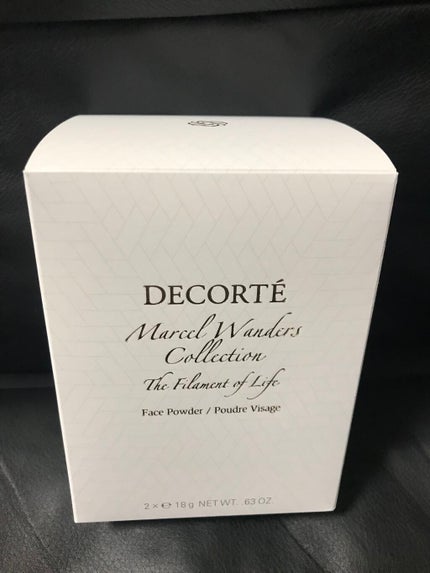 DECORTÉ
Marcel Wanders
Collection
The Filament of Life
Face Powder / Poudre Visage
2 × ℮ 18 g NET WT. .63 OZ.